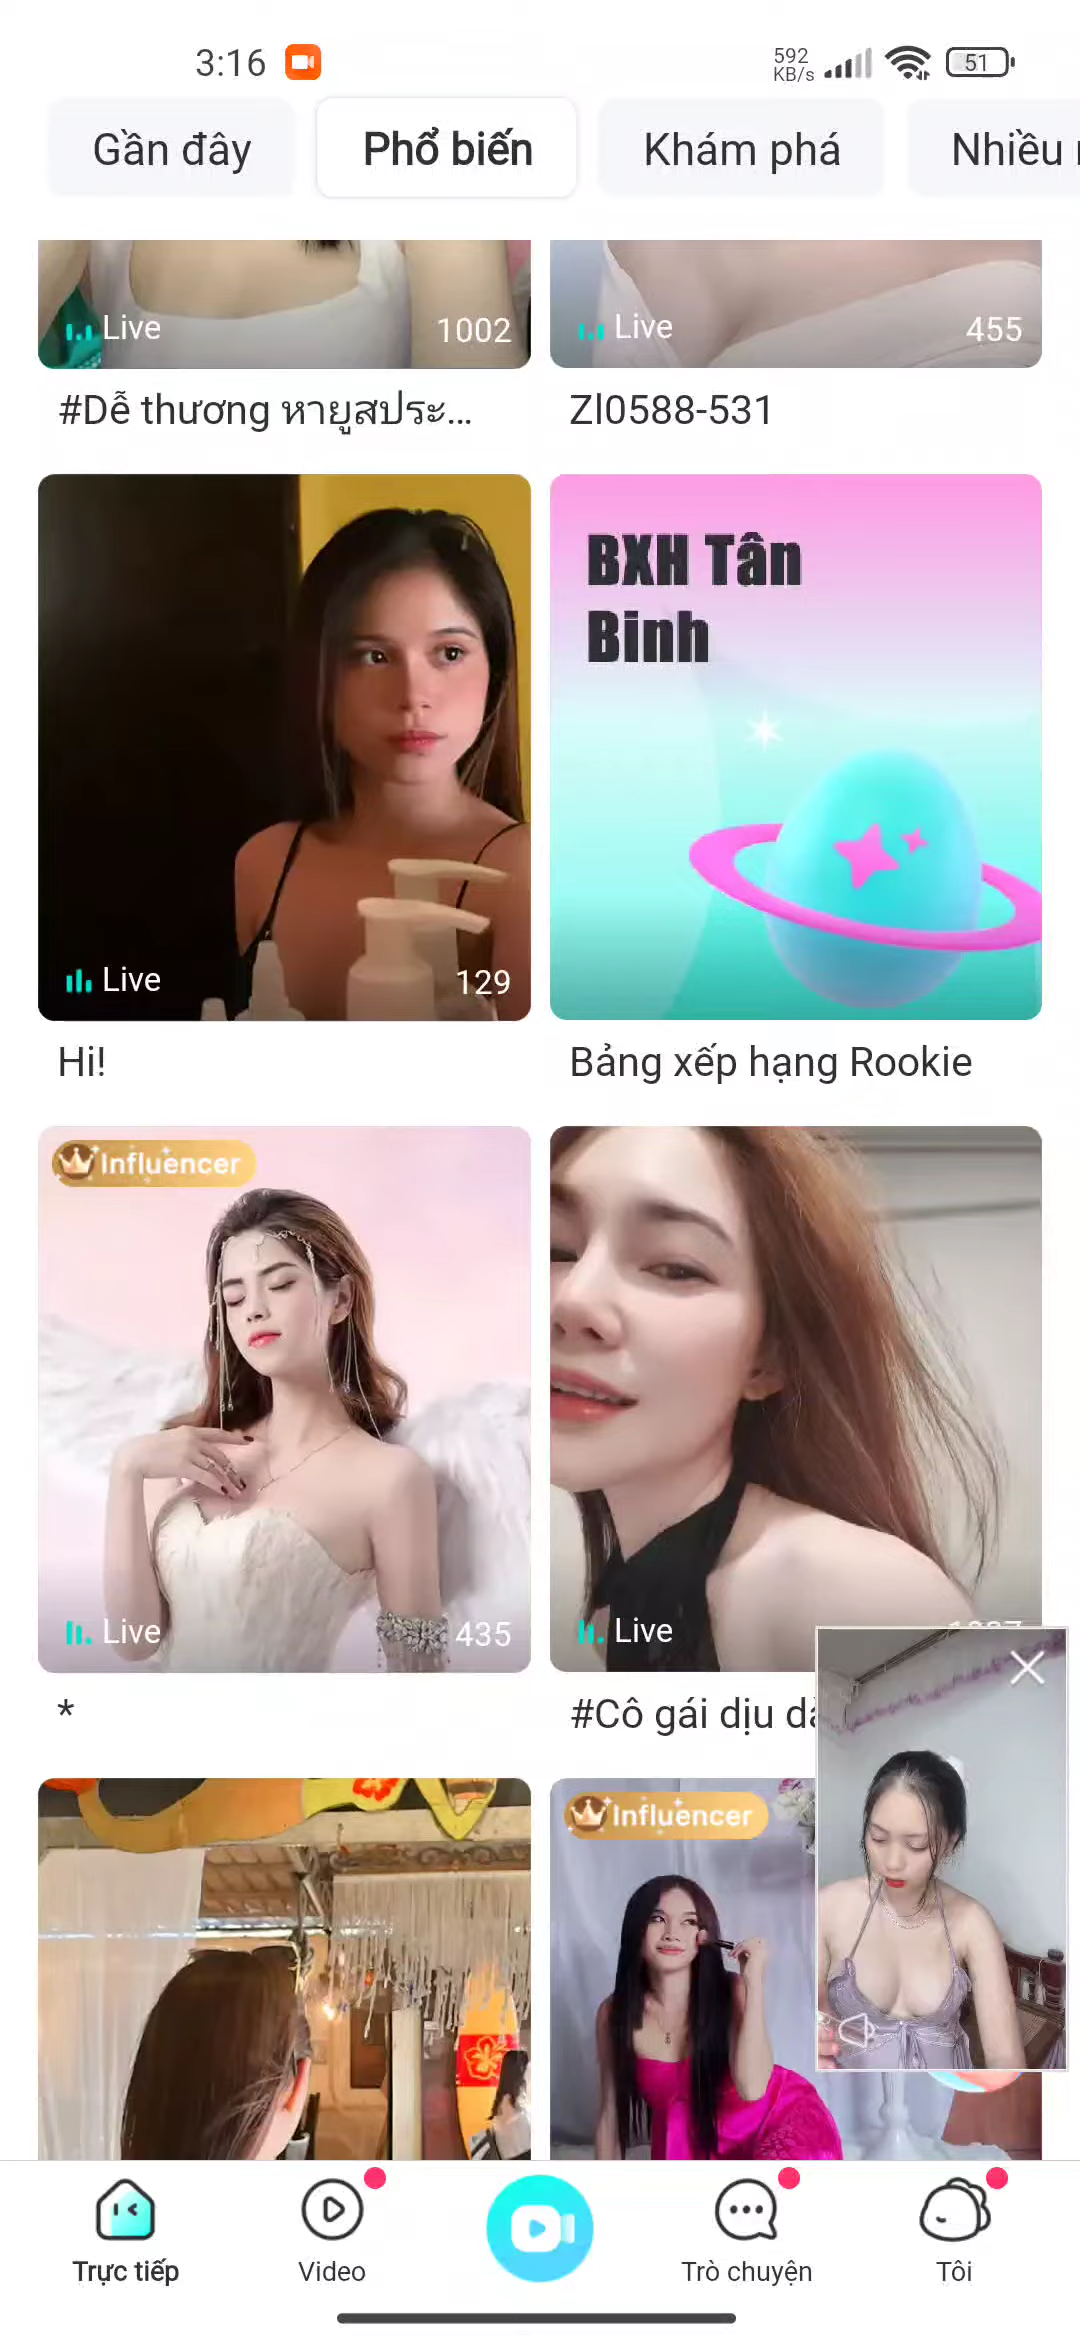 3:16
592
KB/s
51
Gần đây
Phổ biến
Khám phá
Nhiều
Live
1002
Live
455
#Dễ thương หายูสประ...
Zl0588-531
BXH Tân
Binh
Live
129
Hi!
Bảng xếp hạng Rookie
Influencer
Live
435
Live
*
#Cô gái dịu
Influencer
Trực tiếp
Video
Trò chuyện
Tôi